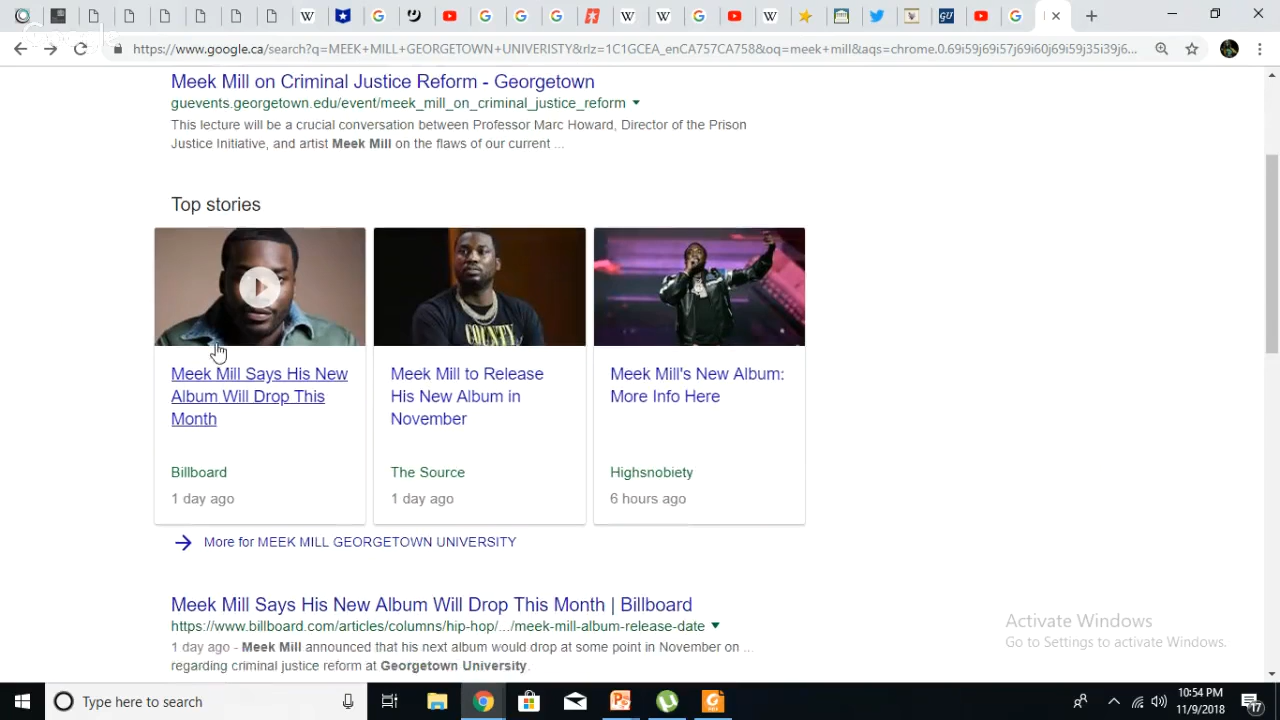 https://www.google.ca/search?q=MEEK+MILL+GEORGETOWN+UNIVERISTY&rlz=1C1GCEA_enCA757CA758&oq=meek+mill&aqs=chrome.0.69i59j69i57j69i60j69i59j35i39j6...
Meek Mill on Criminal Justice Reform - Georgetown
guevents.georgetown.edu/event/meek_mill_on_criminal_justice_reform
This lecture will be a crucial conversation between Professor Marc Howard, Director of the Prison
Justice Initiative, and artist Meek Mill on the flaws of our current ...
Top stories
COUNTY
Meek Mill Says His New
Album Will Drop This
Month
Billboard
1 day ago
Meek Mill to Release
His New Album in
November
The Source
1 day ago
Meek Mill's New Album:
More Info Here
Highsnobiety
6 hours ago
More for MEEK MILL GEORGETOWN UNIVERSITY
Meek Mill Says His New Album Will Drop This Month | Billboard
https://www.billboard.com/articles/columns/hip-hop/.../meek-mill-album-release-date
1 day ago - Meek Mill announced that his next album would drop at some point in November on ...
regarding criminal justice reform at Georgetown University.
Activate Windows
Go to Settings to activate Windows.
Type here to search
10:54 PM
11/9/2018
17